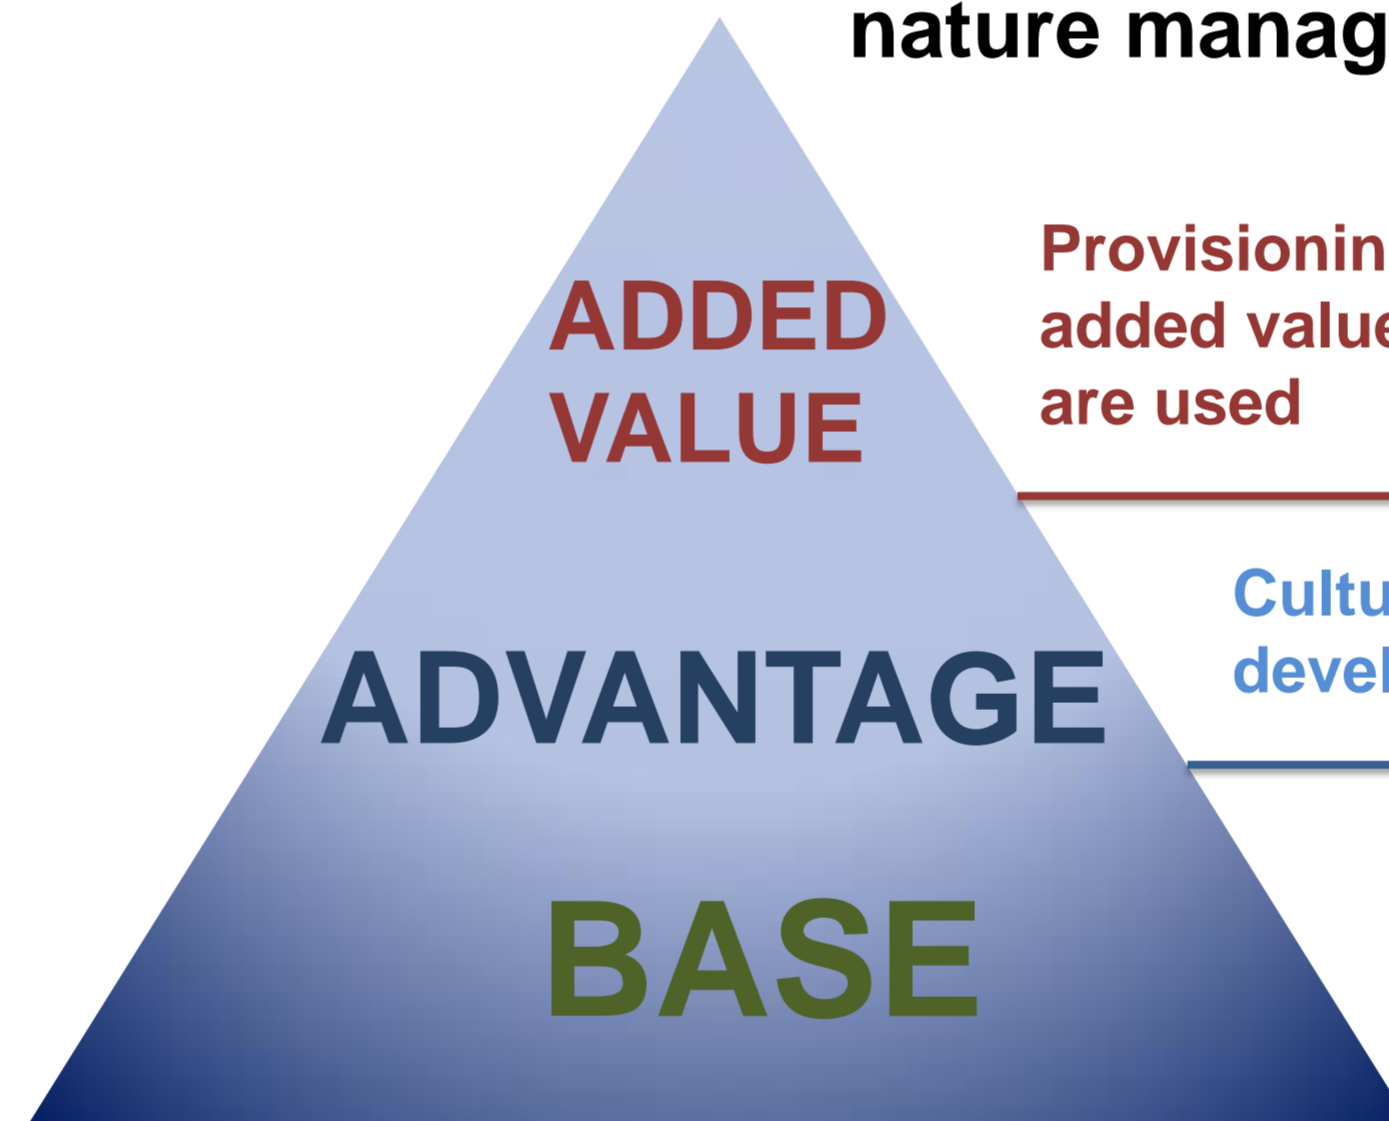 nature manag
Provisionin
added value
are used
ADDED
VALUE
Cultu
devel
ADVANTAGE
BASE